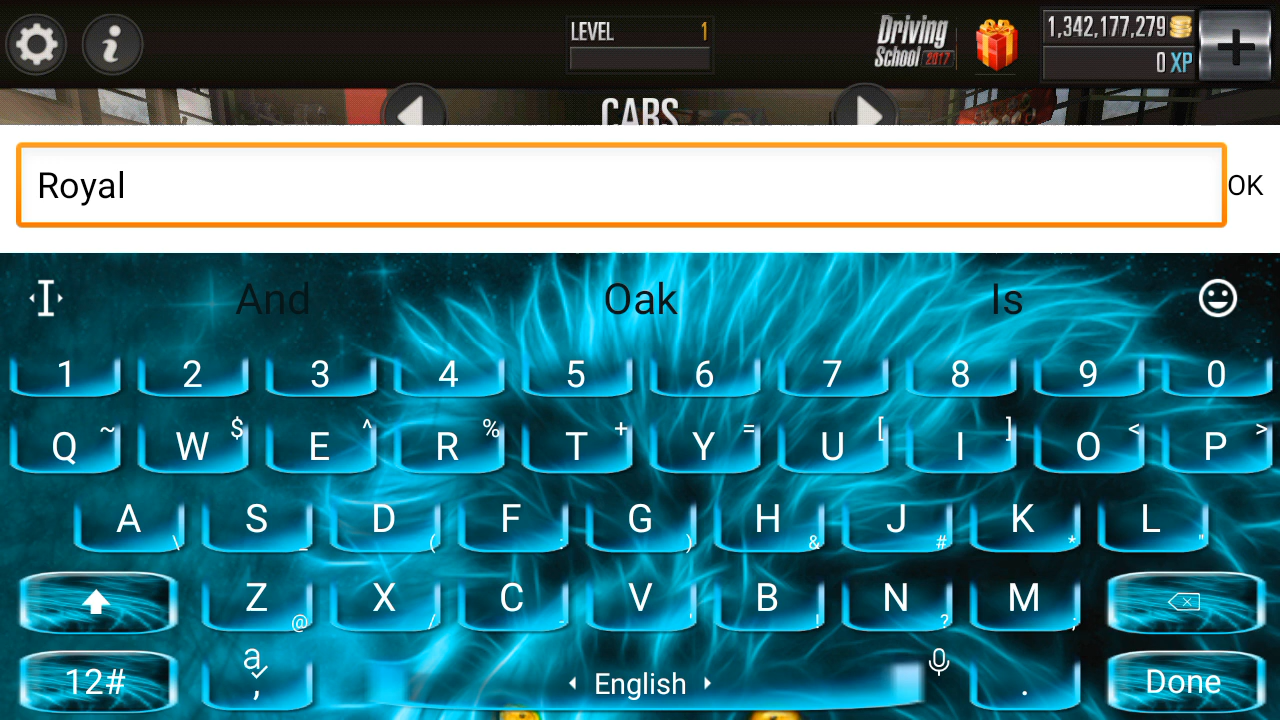 LEVEL 1
Driving School 2017
1,342,177,279
0 XP
CARS
Royal
OK
And Oak Is
1 2 3 4 5 6 7 8 9 0
Q ~ W $ E ^ R % T + Y = U [ I ] O < P >
A \ S _ D ( F : G ) H & J # K * L "
Z @ X / C - V ' B ! N ? M ;
12# a , English . Done